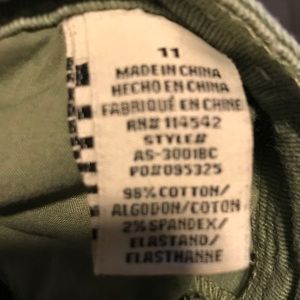 11
MADE IN CHINA
HECHO EN CHINA
FABRIQUÉ EN CHINE
RN# 114542
STYLE#
AS-3001BC
PO#095325
98% COTTON/
ALGODON/COTON
2% SPANDEX/
ELASTAND/
ELASTHANNE